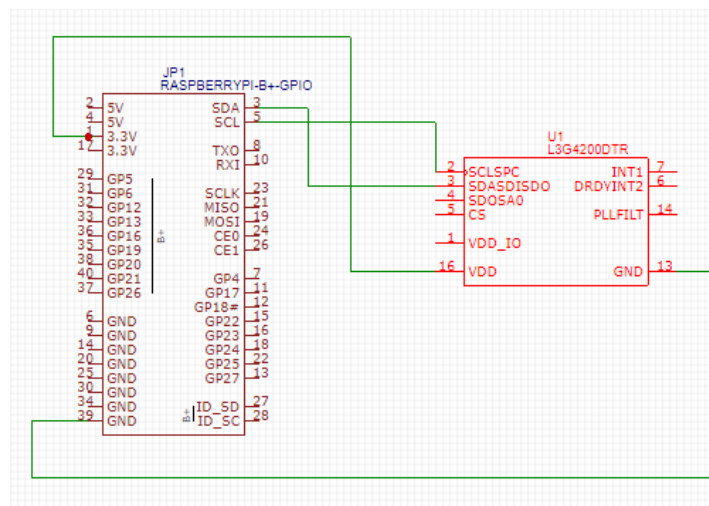 JP1
RASPBERRYPI-B+-GPIO
2 5V
4 5V
1 3.3V
17 3.3V
29 GP5
31 GP6
32 GP12
33 GP13
36 GP16
35 GP19
38 GP20
40 GP21
37 GP26
6 GND
9 GND
14 GND
20 GND
25 GND
30 GND
34 GND
39 GND
B+
B+
SDA 3
SCL 5
TXO 8
RXI 10
SCLK 23
MISO 21
MOSI 19
CE0 24
CE1 26
GP4 7
GP17 11
GP18# 12
GP22 15
GP23 16
GP24 18
GP25 22
GP27 13
ID_SD 27
ID_SC 28
U1
L3G4200DTR
2 SCLSPC
3 SDASDISDO
4 SDOSA0
5 CS
1 VDD_IO
16 VDD
INT1 7
DRDYINT2 6
PLLFILT 14
GND 13